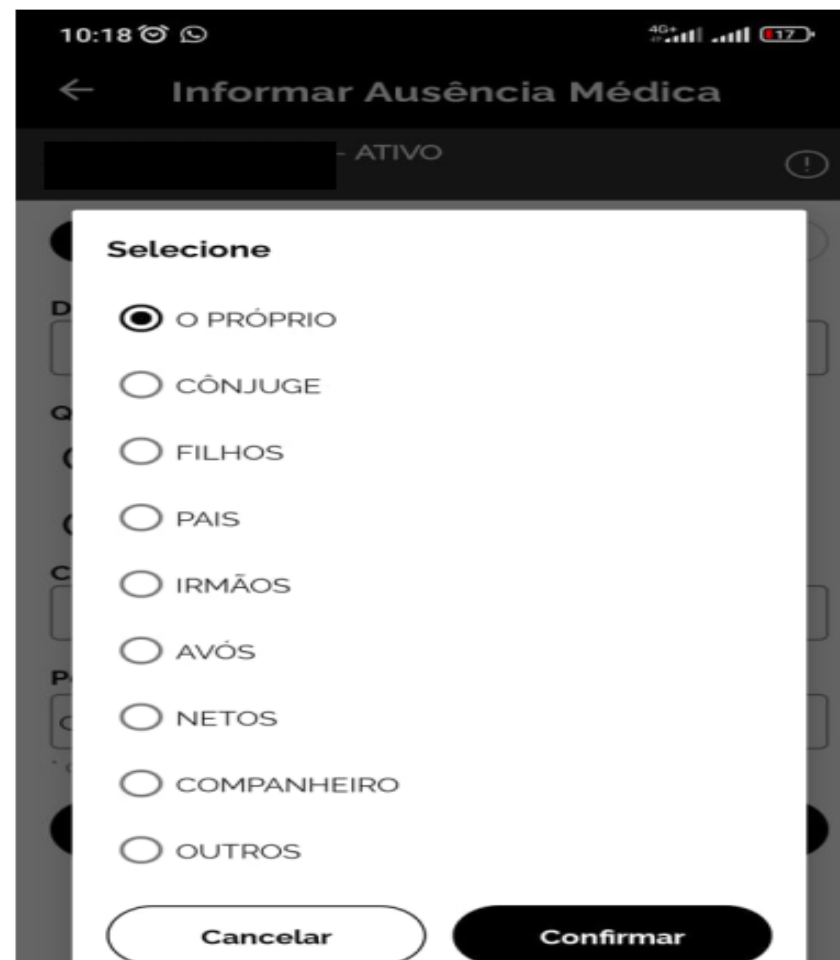 10:18
4G+
17
Informar Ausência Médica
- ATIVO
Selecione
O PRÓPRIO
CÔNJUGE
FILHOS
PAIS
IRMÃOS
AVÓS
NETOS
COMPANHEIRO
OUTROS
Cancelar
Confirmar